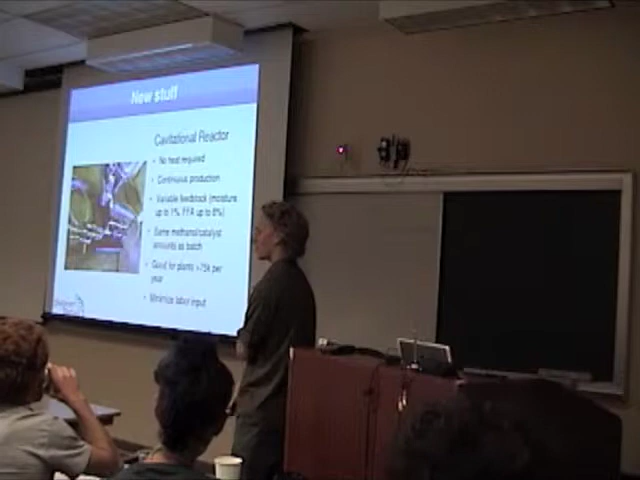 New stuff
Cavitational Reactor
• No heat required
• Continuous production
• Variable feedstock (moisture
up to 1% FFA up to 8%)
• Same methanol/catalyst
amounts as batch
• Good for plants >75k per
year
• Minimize labor input